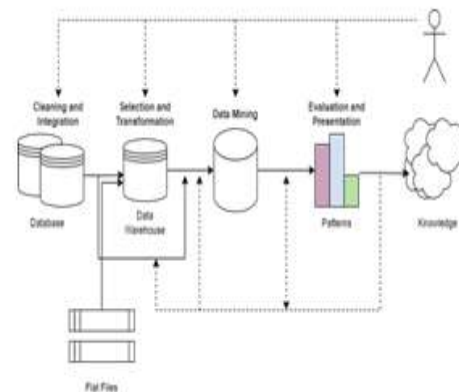 Cleaning and
Integration
Selection and
Transformation
Data Mining
Evaluation and
Presentation
Database
Data
Warehouse
Patterns
Knowledge
Flat Files